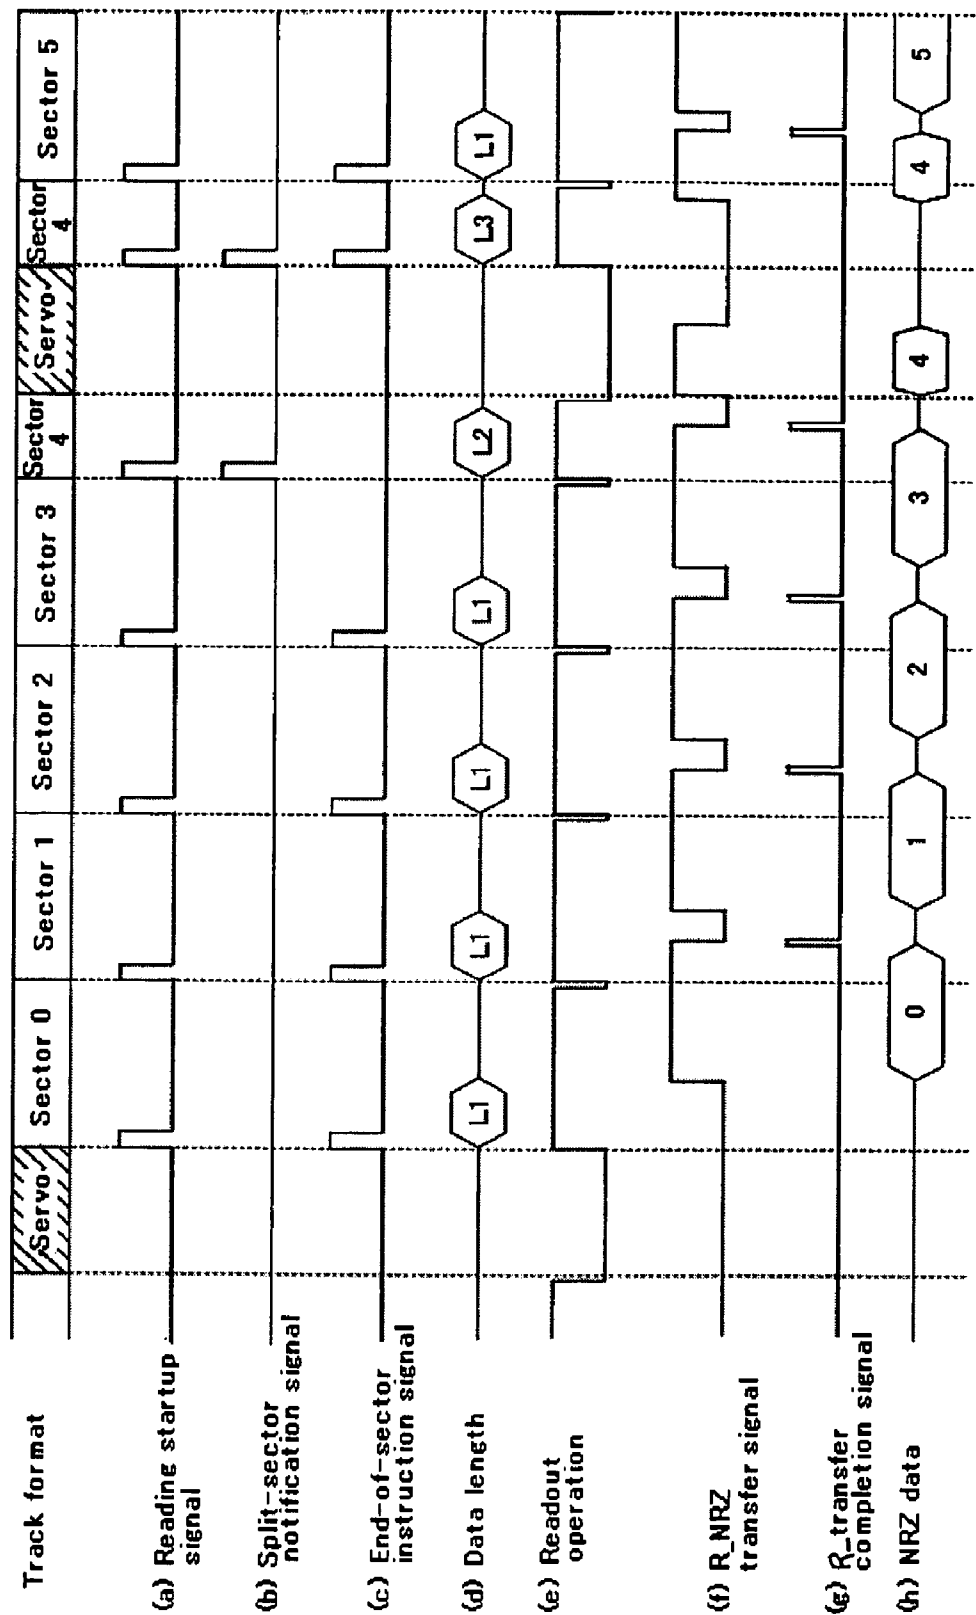 Track format
Servo
Sector 0
Sector 1
Sector 2
Sector 3
Sector
4
Servo
Sector
4
Sector 5
(a) Reading startup
signal
(b) Split-sector
notification signal
(c) End-of-sector
instruction signal
(d) Data length
L1
L1
L1
L1
L2
L3
L1
(e) Readout
operation
(f) R_NRZ
transfer signal
(g) R_transfer
completion signal
(h) NRZ data
0
1
2
3
4
4
5